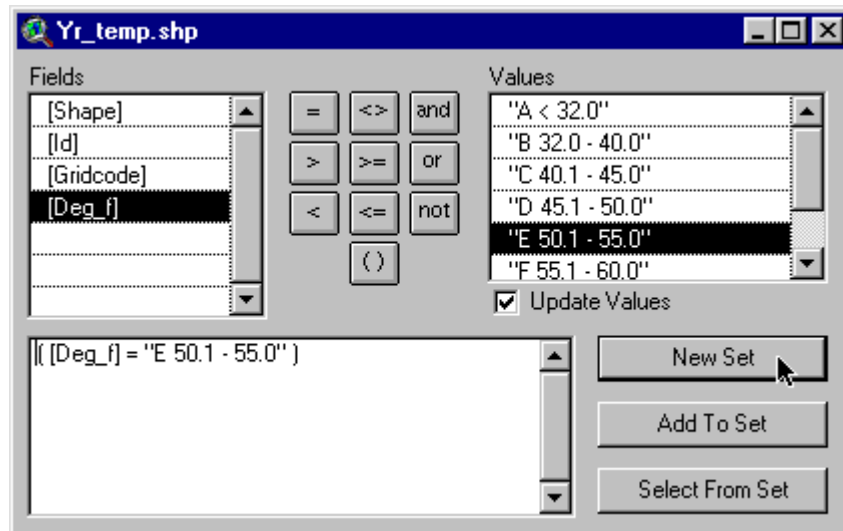 Yr_temp.shp
Fields
[Shape]
[Id]
[Gridcode]
[Deg_f]
= <> and
> >= or
< <= not
( )
Values
"A < 32.0"
"B 32.0 - 40.0"
"C 40.1 - 45.0"
"D 45.1 - 50.0"
"E 50.1 - 55.0"
"F 55.1 - 60.0"
Update Values
( [Deg_f] = "E 50.1 - 55.0" )
New Set
Add To Set
Select From Set